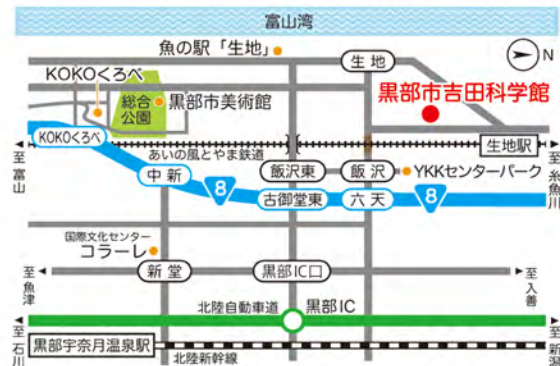 富山湾
魚の駅「生地」
生地
N
KOKOくろべ
総合
公園
黒部市美術館
黒部市吉田科学館
KOKOくろべ
あいの風とやま鉄道
生地駅
至富山
至糸魚川
中新
8
飯沢東
飯沢
YKKセンターパーク
古御堂東
六天
8
国際文化センター
コラーレ
新堂
黒部IC口
至魚津
至入善
北陸自動車道
黒部IC
至石川
至新潟
黒部宇奈月温泉駅
北陸新幹線